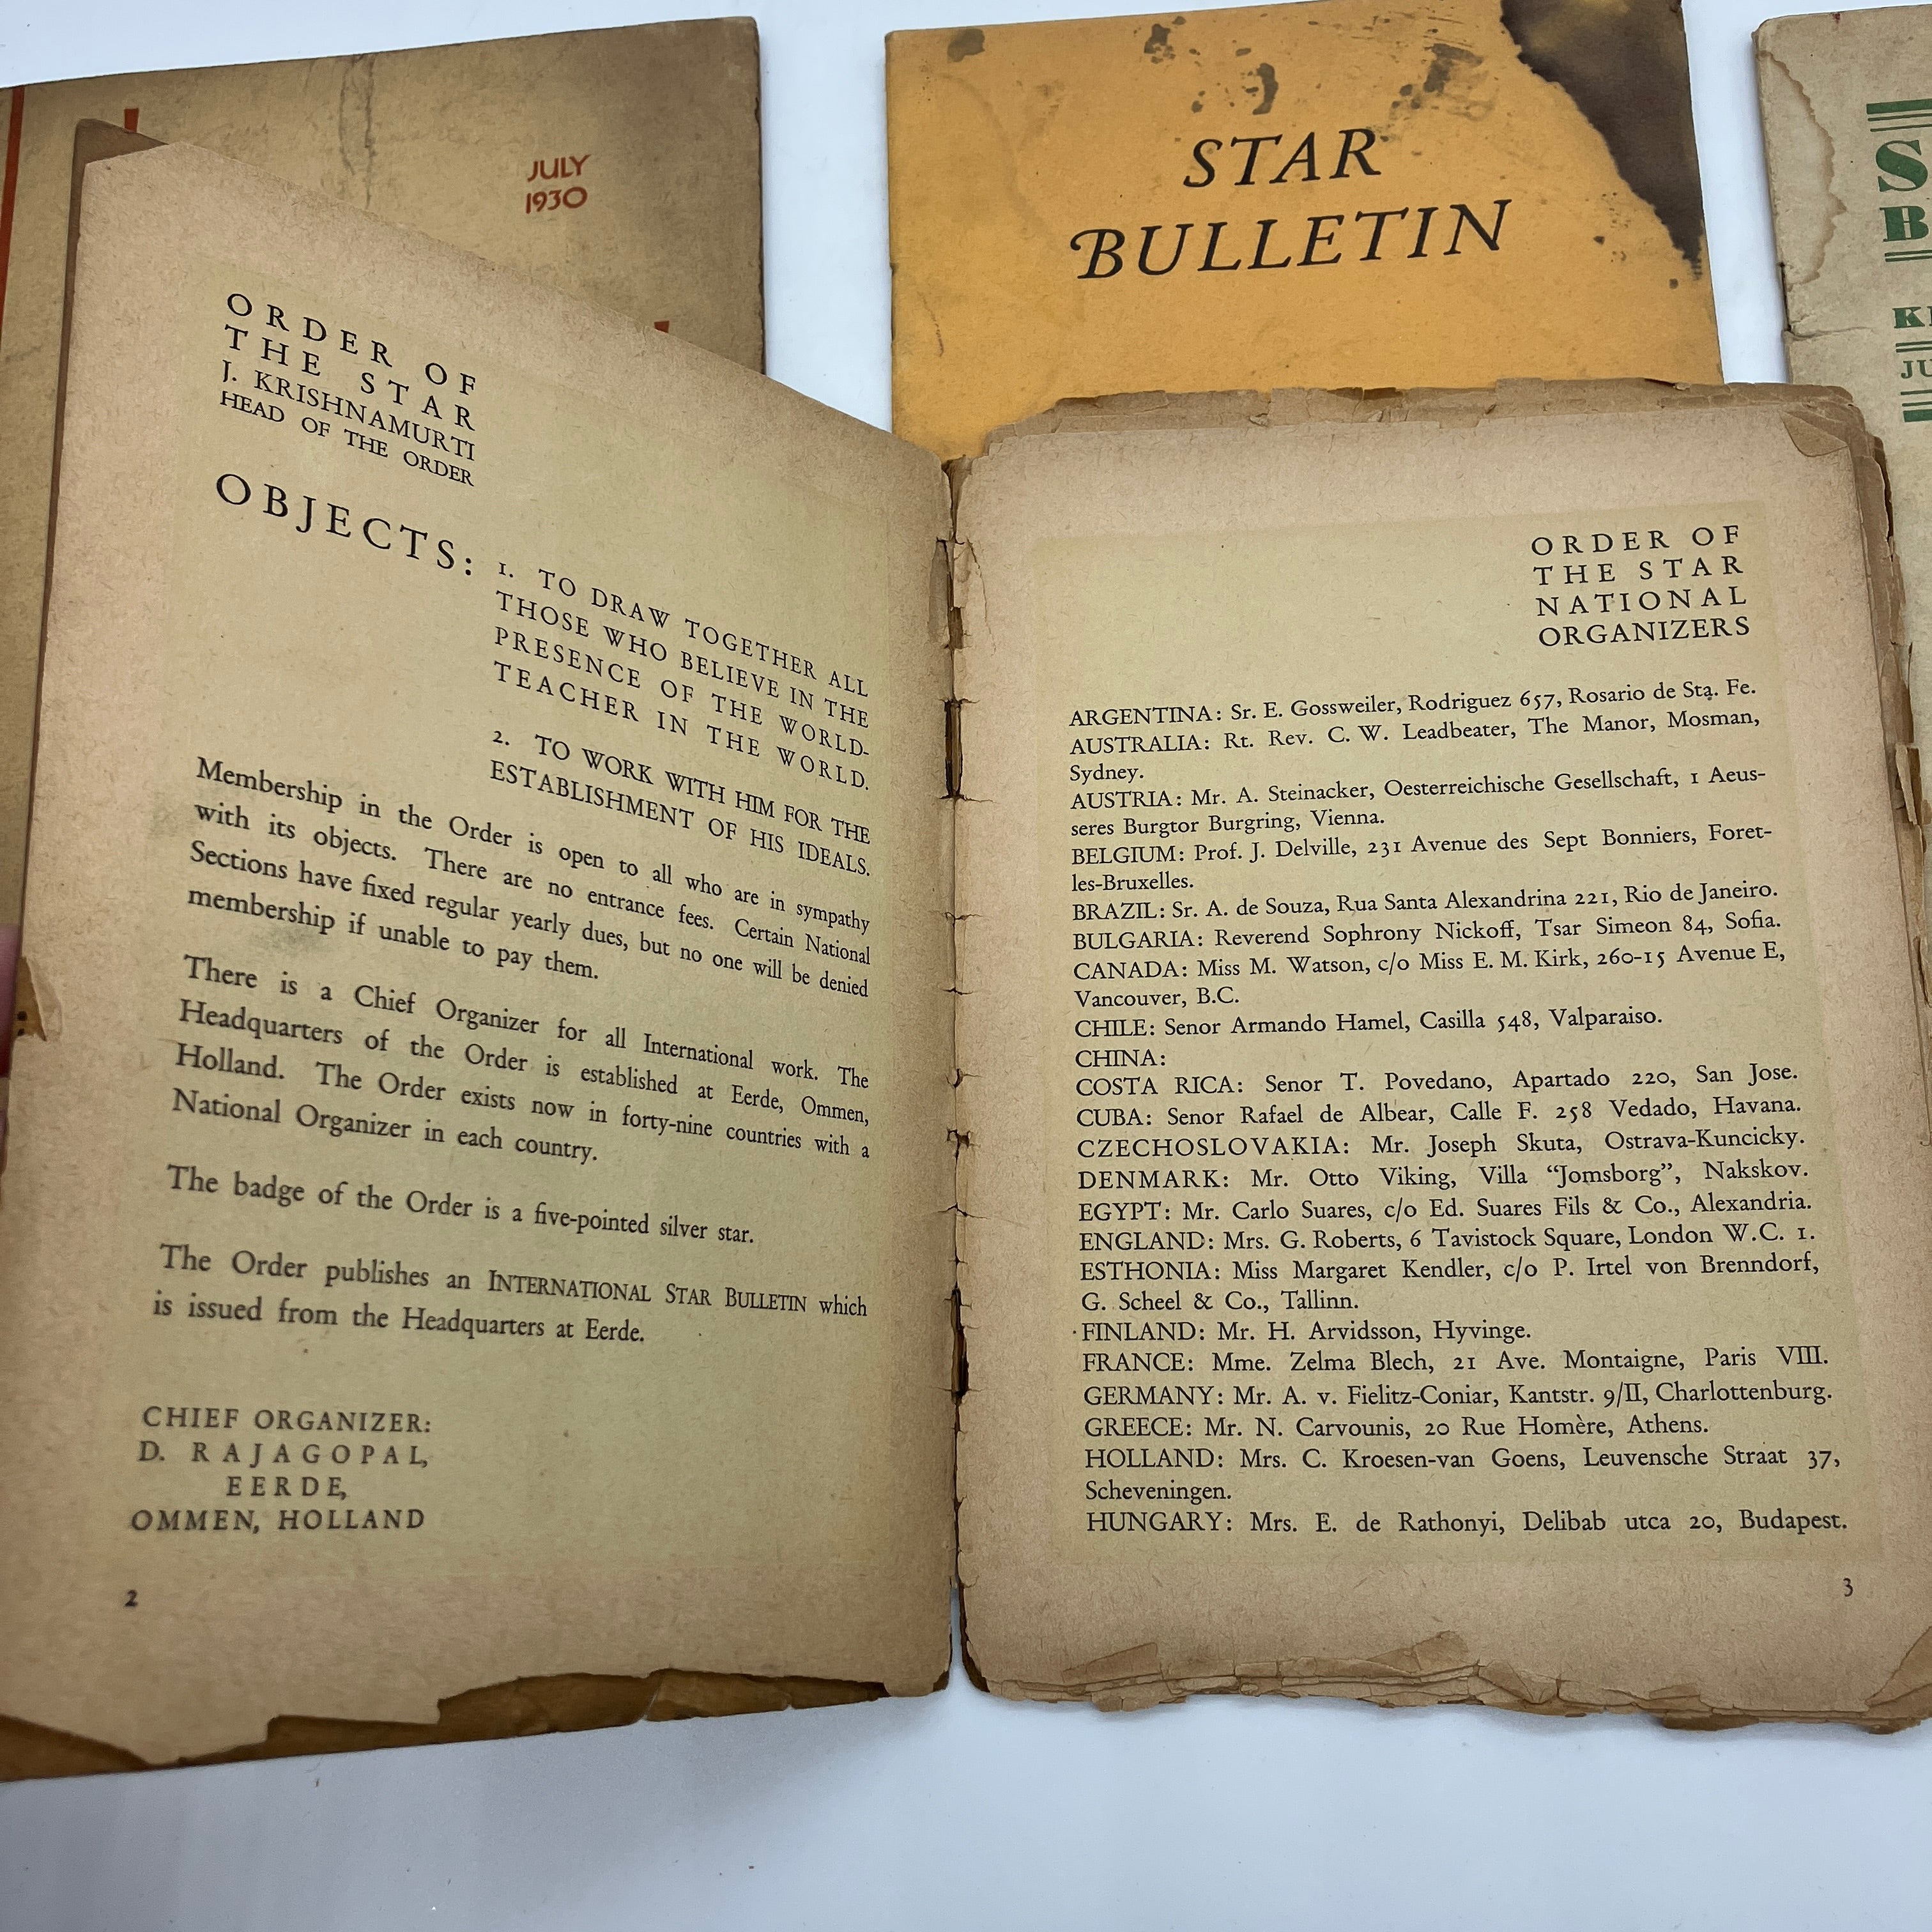 JULY
1930
STAR
BULLETIN
S
B
JU
ORDER OF
THE STAR
J. KRISHNAMURTI
HEAD OF THE ORDER
OBJECTS:
1. TO DRAW TOGETHER ALL
THOSE WHO BELIEVE IN THE
PRESENCE OF THE WORLD-
TEACHER IN THE WORLD.
2. TO WORK WITH HIM FOR THE
ESTABLISHMENT OF HIS IDEALS.
Membership in the Order is open to all who are in sympathy
with its objects. There are no entrance fees. Certain National
Sections have fixed regular yearly dues, but no one will be denied
membership if unable to pay them.
There is a Chief Organizer for all International work. The
Headquarters of the Order is established at Eerde, Ommen,
Holland. The Order exists now in forty-nine countries with a
National Organizer in each country.
The badge of the Order is a five-pointed silver star.
The Order publishes an INTERNATIONAL STAR BULLETIN which
is issued from the Headquarters at Eerde.
CHIEF ORGANIZER:
D. RAJAGOPAL,
EERDE,
OMMEN, HOLLAND
2
ORDER OF
THE STAR
NATIONAL
ORGANIZERS
ARGENTINA: Sr. E. Gossweiler, Rodriguez 657, Rosario de Sta. Fe.
AUSTRALIA: Rt. Rev. C. W. Leadbeater, The Manor, Mosman,
Sydney.
AUSTRIA: Mr. A. Steinacker, Oesterreichische Gesellschaft, 1 Aeus-
seres Burgtor Burgring, Vienna.
BELGIUM: Prof. J. Delville, 231 Avenue des Sept Bonniers, Foret-
les-Bruxelles.
BRAZIL: Sr. A. de Souza, Rua Santa Alexandrina 221, Rio de Janeiro.
BULGARIA: Reverend Sophrony Nickoff, Tsar Simeon 84, Sofia.
CANADA: Miss M. Watson, c/o Miss E. M. Kirk, 260-15 Avenue E,
Vancouver, B.C.
CHILE: Senor Armando Hamel, Casilla 548, Valparaiso.
CHINA:
COSTA RICA: Senor T. Povedano, Apartado 220, San Jose.
CUBA: Senor Rafael de Albear, Calle F. 258 Vedado, Havana.
CZECHOSLOVAKIA: Mr. Joseph Skuta, Ostrava-Kuncicky.
DENMARK: Mr. Otto Viking, Villa “Jomsborg”, Nakskov.
EGYPT: Mr. Carlo Suares, c/o Ed. Suares Fils & Co., Alexandria.
ENGLAND: Mrs. G. Roberts, 6 Tavistock Square, London W.C. 1.
ESTHONIA: Miss Margaret Kendler, c/o P. Irtel von Brenndorf,
G. Scheel & Co., Tallinn.
FINLAND: Mr. H. Arvidsson, Hyvinge.
FRANCE: Mme. Zelma Blech, 21 Ave. Montaigne, Paris VIII.
GERMANY: Mr. A. v. Fielitz-Coniar, Kantstr. 9/II, Charlottenburg.
GREECE: Mr. N. Carvounis, 20 Rue Homère, Athens.
HOLLAND: Mrs. C. Kroesen-van Goens, Leuvensche Straat 37,
Scheveningen.
HUNGARY: Mrs. E. de Rathonyi, Delibab utca 20, Budapest.
3